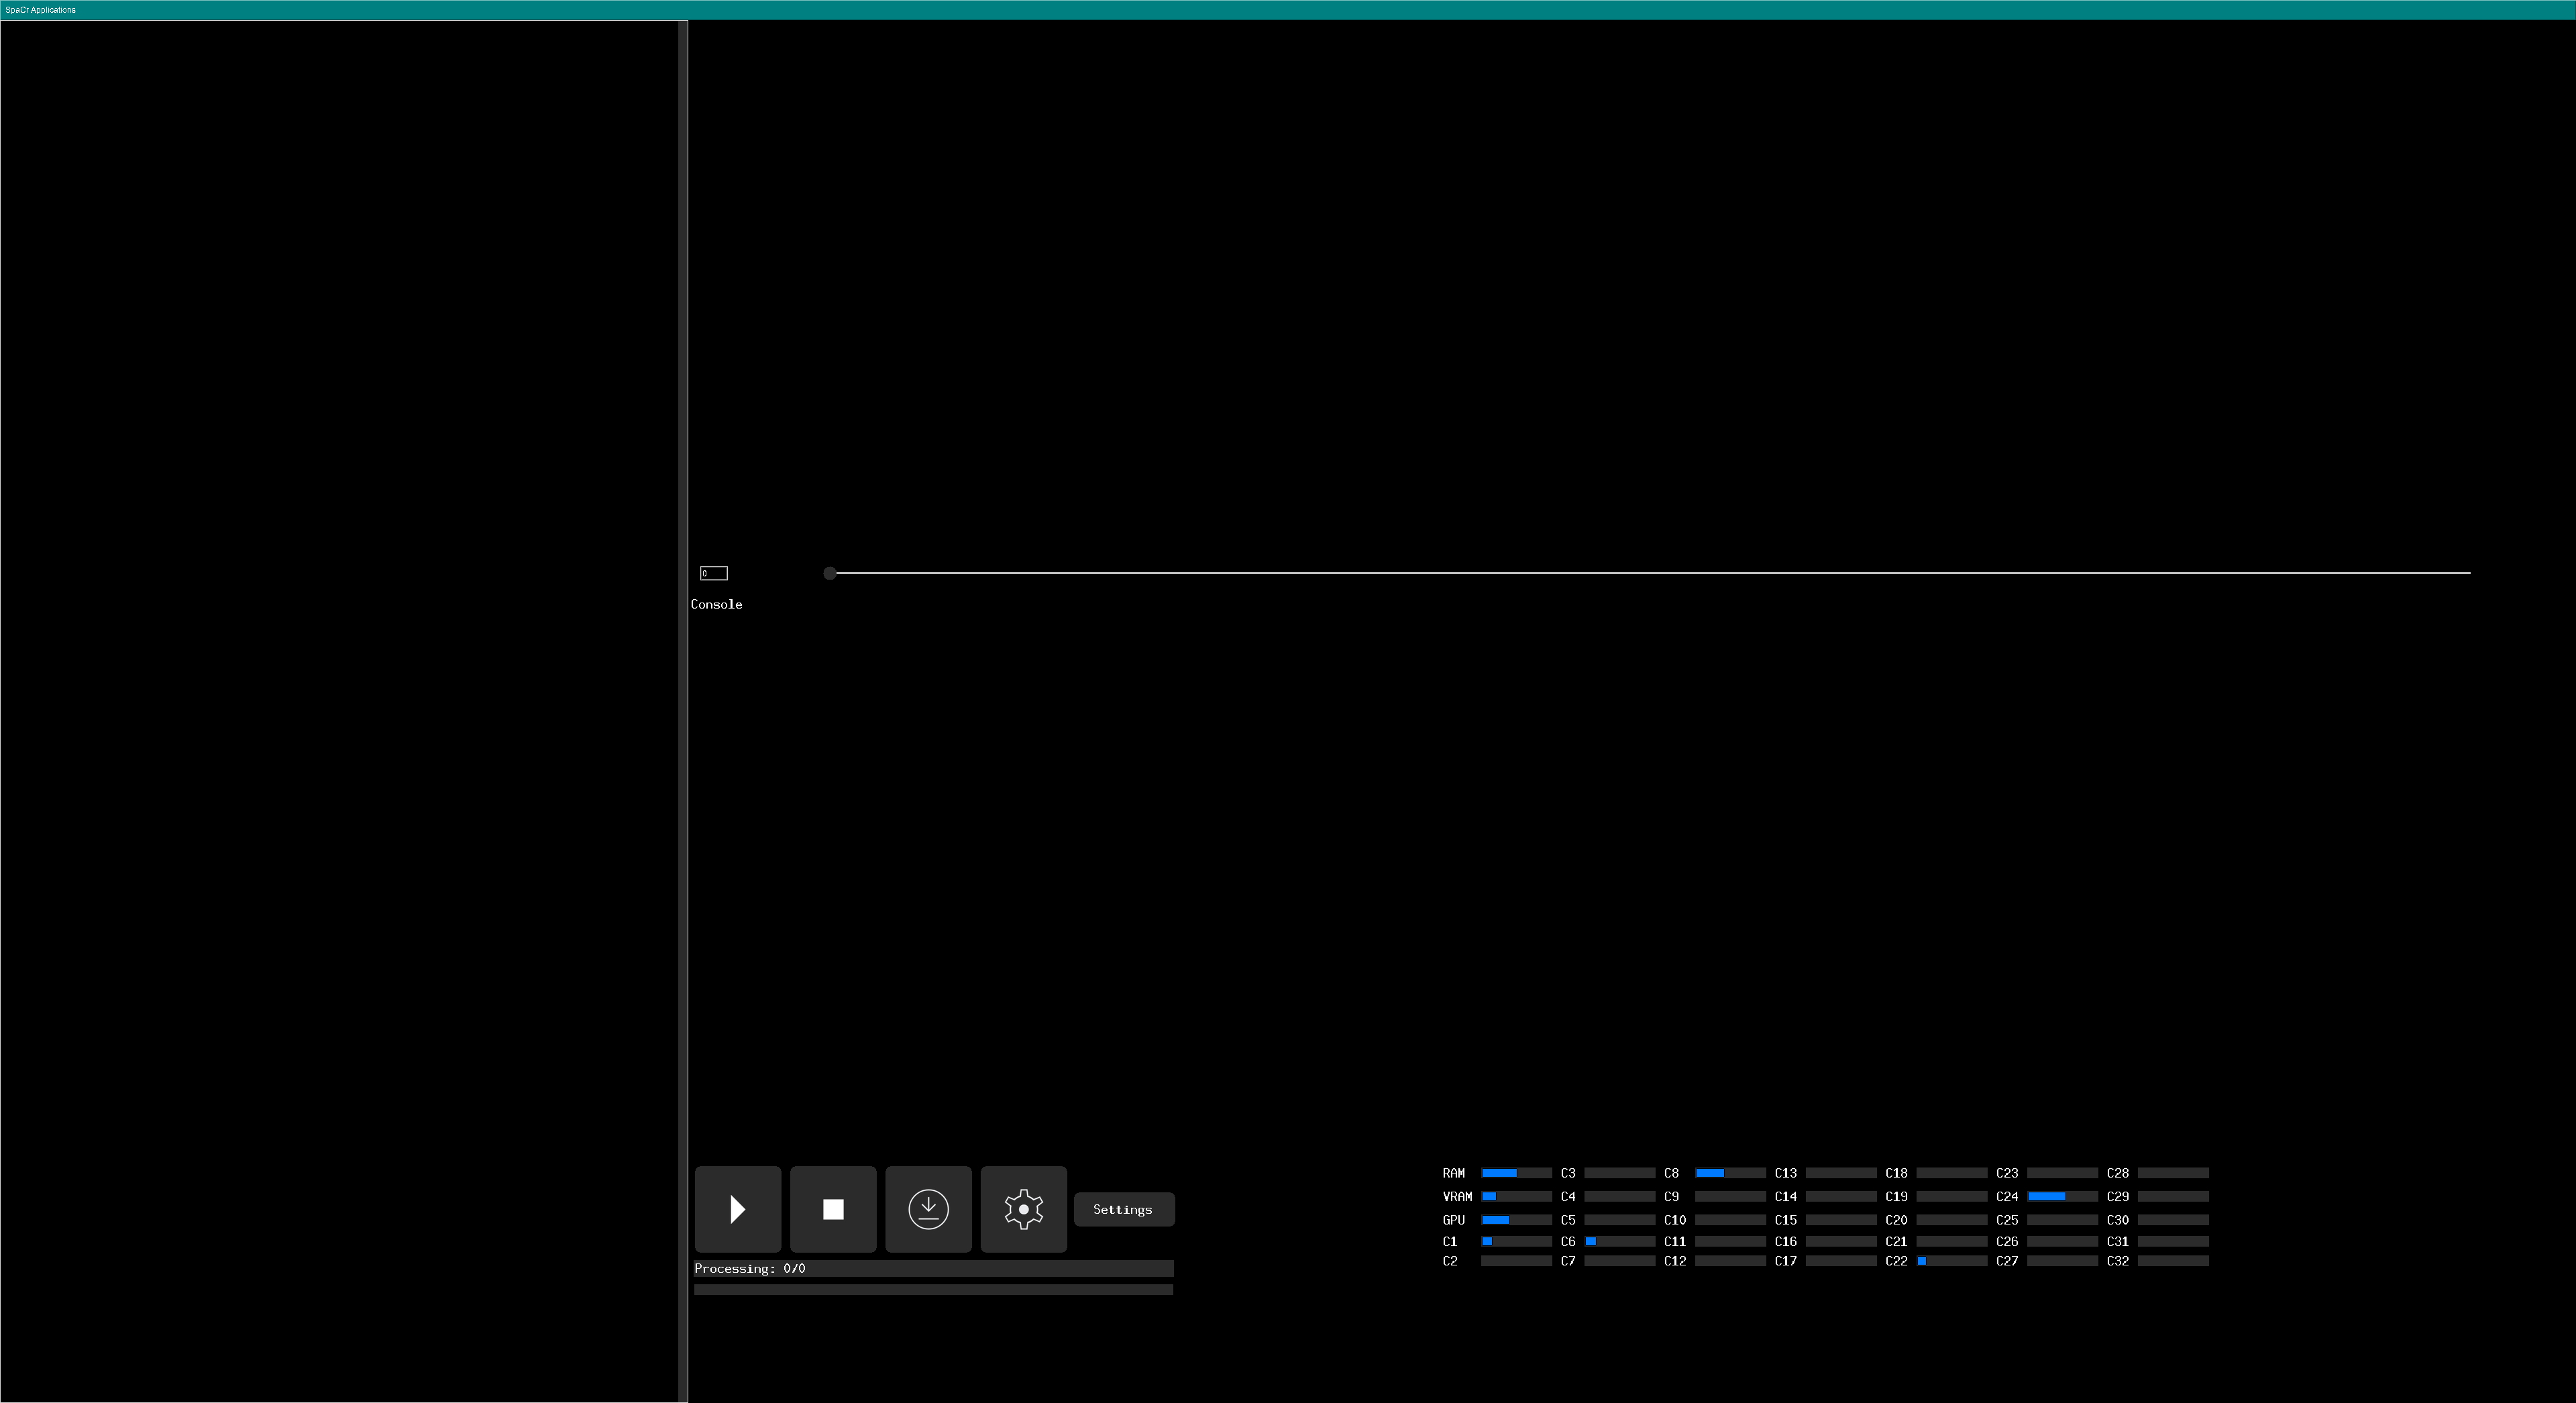 SpaCr Applications
0
Console
Settings
Processing: 0/0
RAM C3 C8 C13 C18 C23 C28
VRAM C4 C9 C14 C19 C24 C29
GPU C5 C10 C15 C20 C25 C30
C1 C6 C11 C16 C21 C26 C31
C2 C7 C12 C17 C22 C27 C32